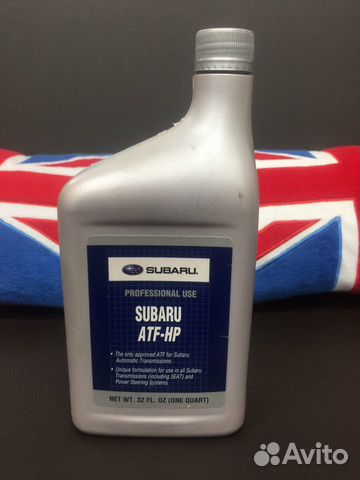 SUBARU.
PROFESSIONAL USE
SUBARU
ATF-HP
• The only approved ATF for Subaru
Automatic Transmissions
• Unique formulation for use in all Subaru
Transmissions (including 5EAT) and
Power Steering Systems.
NET WT. 32 FL. OZ (ONE QUART)
Avito